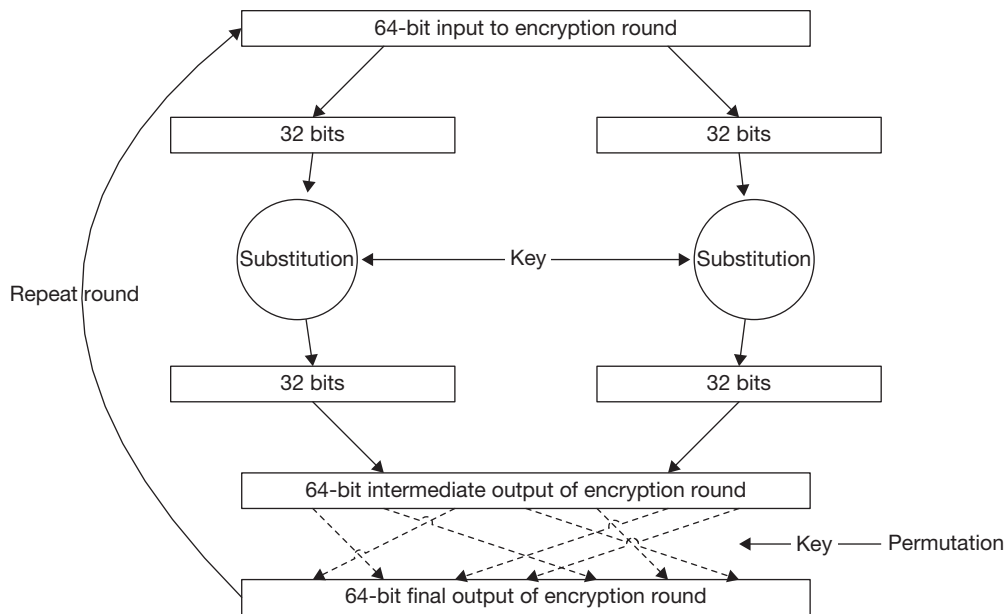 64-bit input to encryption round
32 bits
32 bits
Substitution
Key
Substitution
Repeat round
32 bits
32 bits
64-bit intermediate output of encryption round
Key
Permutation
64-bit final output of encryption round